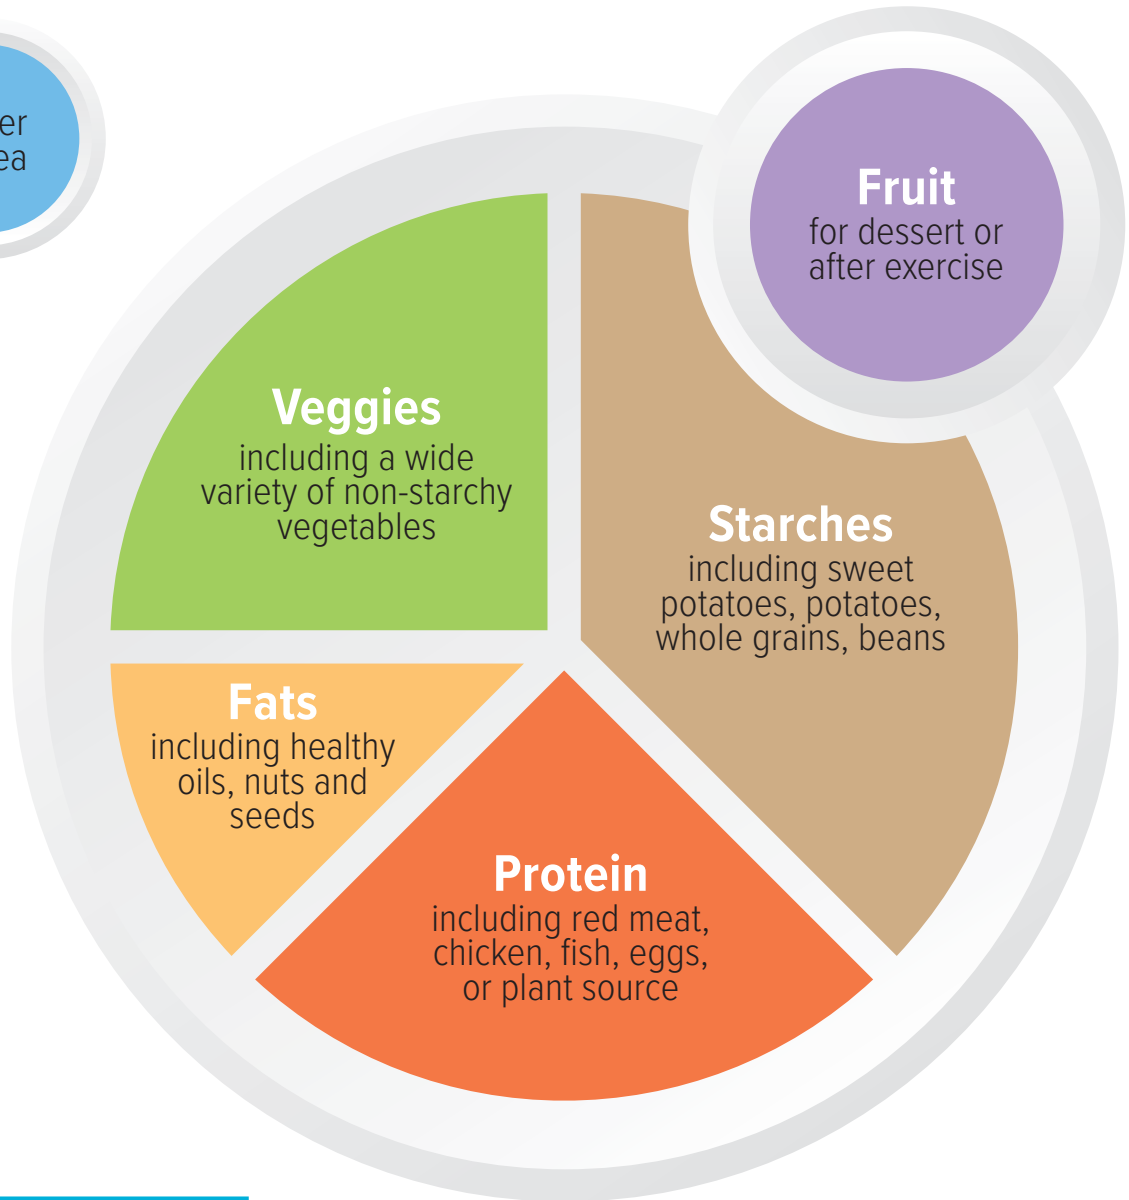 Fruit
for dessert or
after exercise
Veggies
including a wide
variety of non-starchy
vegetables
Starches
including sweet
potatoes, potatoes,
whole grains, beans
Fats
including healthy
oils, nuts and
seeds
Protein
including red meat,
chicken, fish, eggs,
or plant source